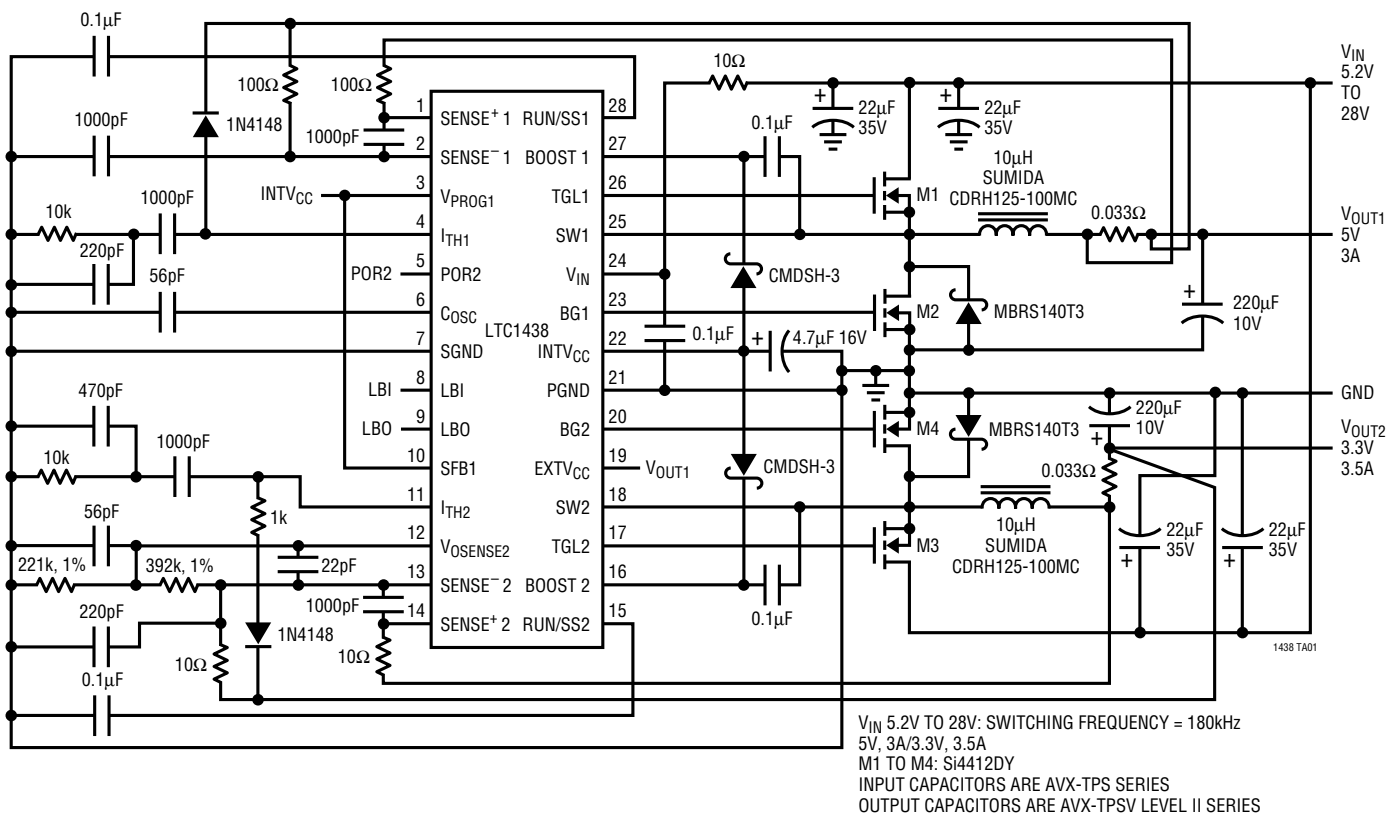 0.1µF
100Ω
100Ω
1N4148
1000pF
1000pF
1000pF
10k
220pF
56pF
INTVCC
POR2
LBI
LBO
470pF
1000pF
10k
1k
56pF
22pF
221k, 1%
392k, 1%
1000pF
220pF
1N4148
10Ω
10Ω
0.1µF
LTC1438
1 SENSE+ 1
2 SENSE− 1
3 VPROG1
4 ITH1
5 POR2
6 COSC
7 SGND
8 LBI
9 LBO
10 SFB1
11 ITH2
12 VOSENSE2
13 SENSE− 2
14 SENSE+ 2
RUN/SS1 28
BOOST 1 27
TGL1 26
SW1 25
VIN 24
BG1 23
INTVCC 22
PGND 21
BG2 20
EXTVCC 19
SW2 18
TGL2 17
BOOST 2 16
RUN/SS2 15
10Ω
+ 22µF
35V
+ 22µF
35V
0.1µF
M1
10µH
SUMIDA
CDRH125-100MC
0.033Ω
CMDSH-3
M2
MBRS140T3
+ 220µF
10V
0.1µF
+ 4.7µF 16V
M4
MBRS140T3
220µF
10V
+
VOUT1
CMDSH-3
0.033Ω
M3
10µH
SUMIDA
CDRH125-100MC
22µF
35V
+
22µF
35V
+
0.1µF
VIN
5.2V
TO
28V
VOUT1
5V
3A
GND
VOUT2
3.3V
3.5A
1438 TA01
VIN 5.2V TO 28V: SWITCHING FREQUENCY = 180kHz
5V, 3A/3.3V, 3.5A
M1 TO M4: Si4412DY
INPUT CAPACITORS ARE AVX-TPS SERIES
OUTPUT CAPACITORS ARE AVX-TPSV LEVEL II SERIES